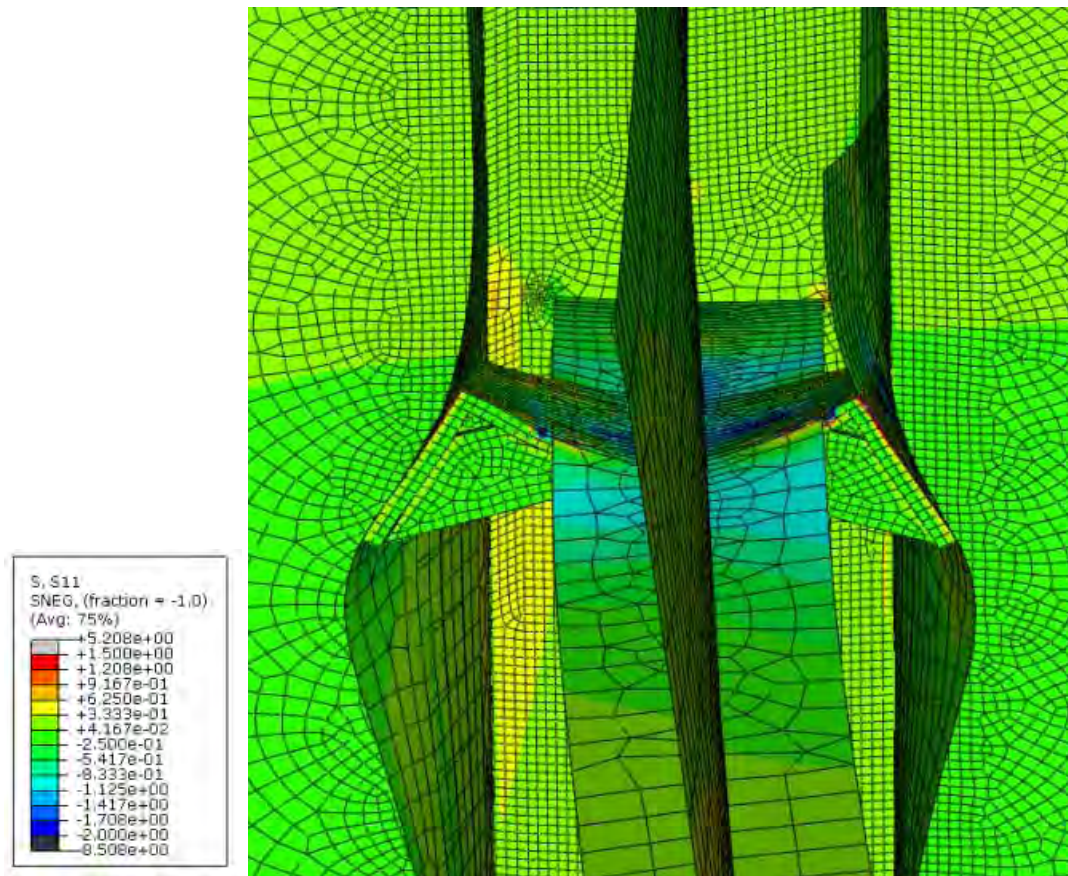 S, S11
SNEG, (fraction = -1.0)
(Avg: 75%)
+5.208e+00
+1.500e+00
+1.208e+00
+9.167e-01
+6.250e-01
+3.333e-01
+4.167e-02
-2.500e-01
-5.417e-01
-8.333e-01
-1.125e+00
-1.417e+00
-1.708e+00
-2.000e+00
-8.508e+00